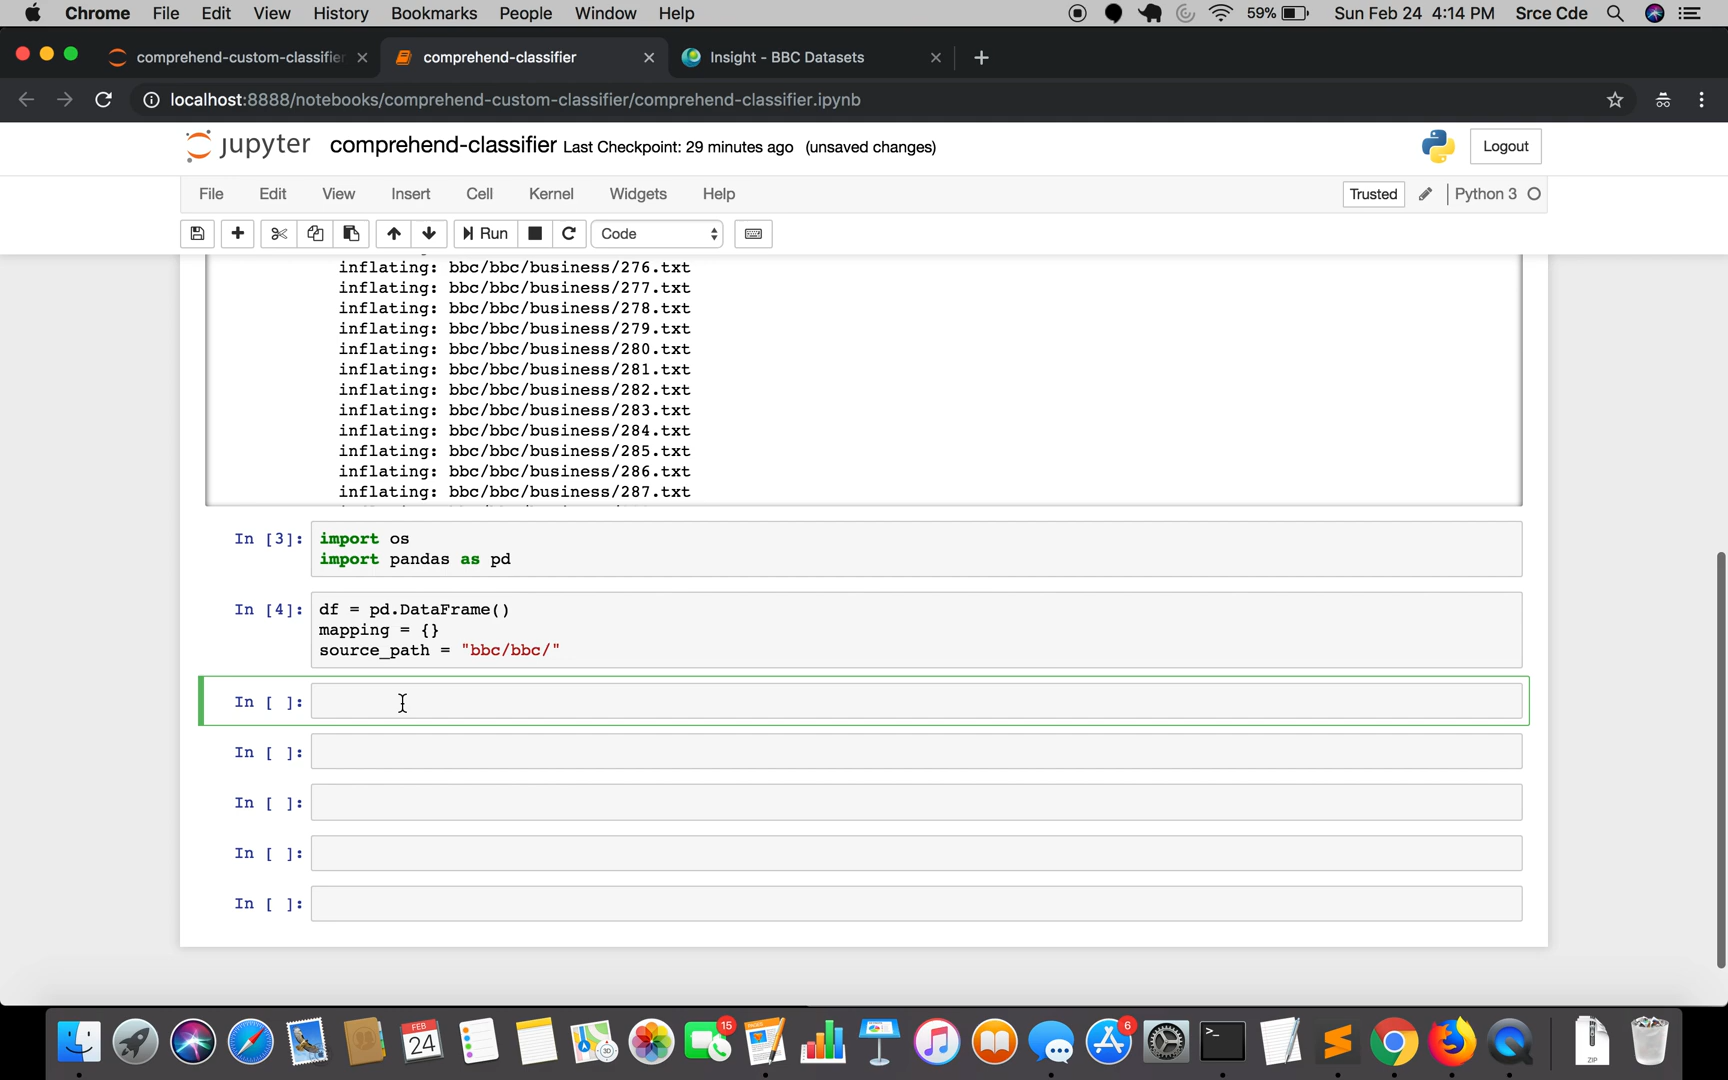 Chrome File Edit View History Bookmarks People Window Help 59% Sun Feb 24 4:14 PM Srce Cde
comprehend-custom-classifier comprehend-classifier Insight - BBC Datasets
localhost:8888/notebooks/comprehend-custom-classifier/comprehend-classifier.ipynb
jupyter comprehend-classifier Last Checkpoint: 29 minutes ago (unsaved changes) Logout
File Edit View Insert Cell Kernel Widgets Help Trusted Python 3
Run Code
inflating: bbc/bbc/business/276.txt
inflating: bbc/bbc/business/277.txt
inflating: bbc/bbc/business/278.txt
inflating: bbc/bbc/business/279.txt
inflating: bbc/bbc/business/280.txt
inflating: bbc/bbc/business/281.txt
inflating: bbc/bbc/business/282.txt
inflating: bbc/bbc/business/283.txt
inflating: bbc/bbc/business/284.txt
inflating: bbc/bbc/business/285.txt
inflating: bbc/bbc/business/286.txt
inflating: bbc/bbc/business/287.txt
In [3]: import os
import pandas as pd
In [4]: df = pd.DataFrame()
mapping = {}
source_path = "bbc/bbc/"
In [ ]:
In [ ]:
In [ ]:
In [ ]:
In [ ]:
FEB 24 15 6 ZIP